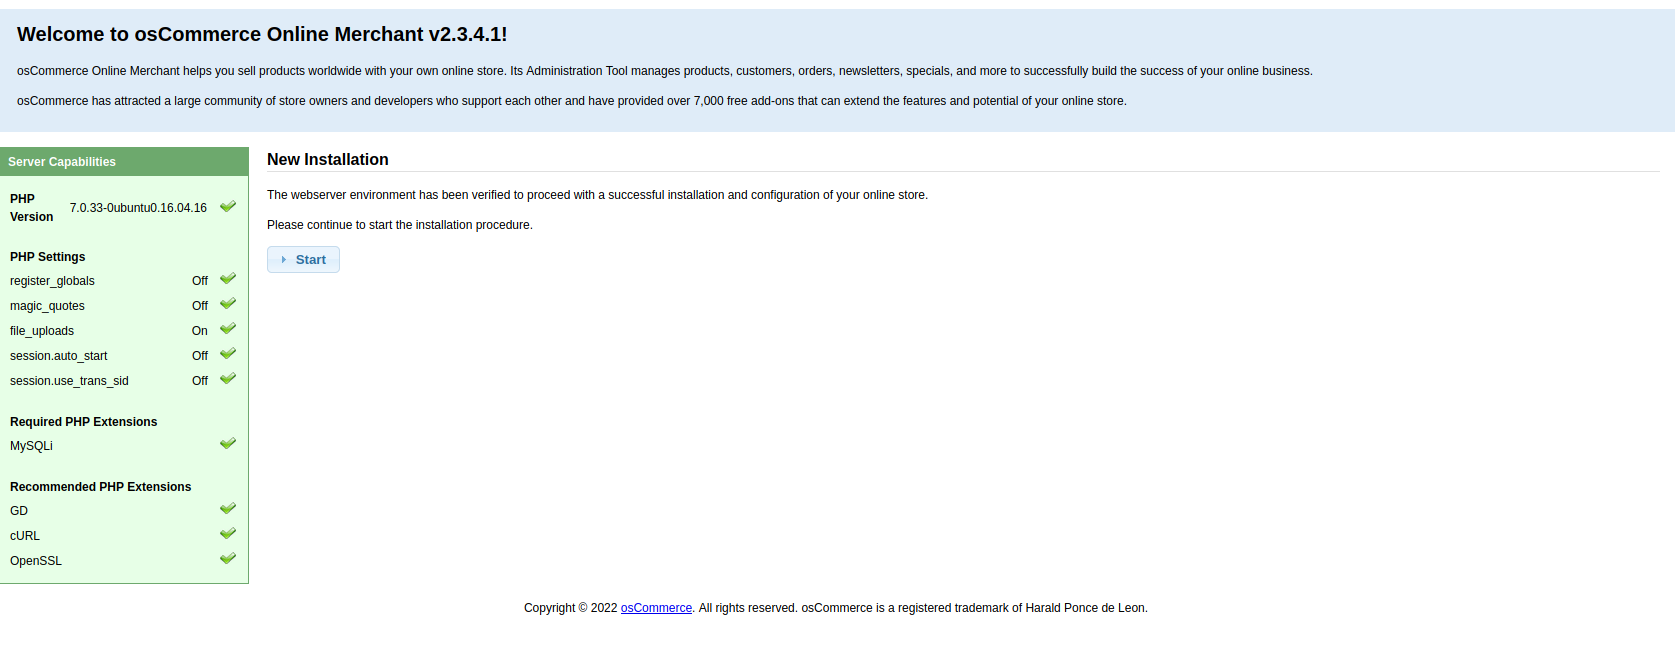 Welcome to osCommerce Online Merchant v2.3.4.1!
osCommerce Online Merchant helps you sell products worldwide with your own online store. Its Administration Tool manages products, customers, orders, newsletters, specials, and more to successfully build the success of your online business.
osCommerce has attracted a large community of store owners and developers who support each other and have provided over 7,000 free add-ons that can extend the features and potential of your online store.
Server Capabilities
PHP
Version 7.0.33-0ubuntu0.16.04.16
PHP Settings
register_globals Off
magic_quotes Off
file_uploads On
session.auto_start Off
session.use_trans_sid Off
Required PHP Extensions
MySQLi
Recommended PHP Extensions
GD
cURL
OpenSSL
New Installation
The webserver environment has been verified to proceed with a successful installation and configuration of your online store.
Please continue to start the installation procedure.
Start
Copyright © 2022 osCommerce. All rights reserved. osCommerce is a registered trademark of Harald Ponce de Leon.